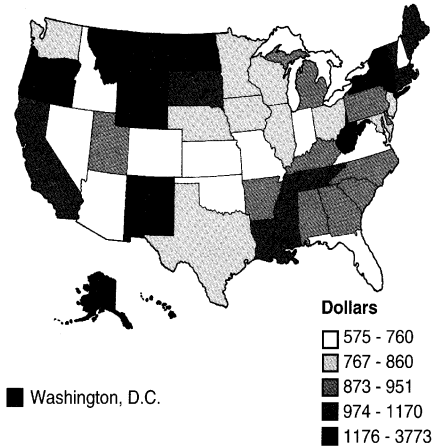 Dollars
575 - 760
767 - 860
873 - 951
974 - 1170
1176 - 3773
Washington, D.C.